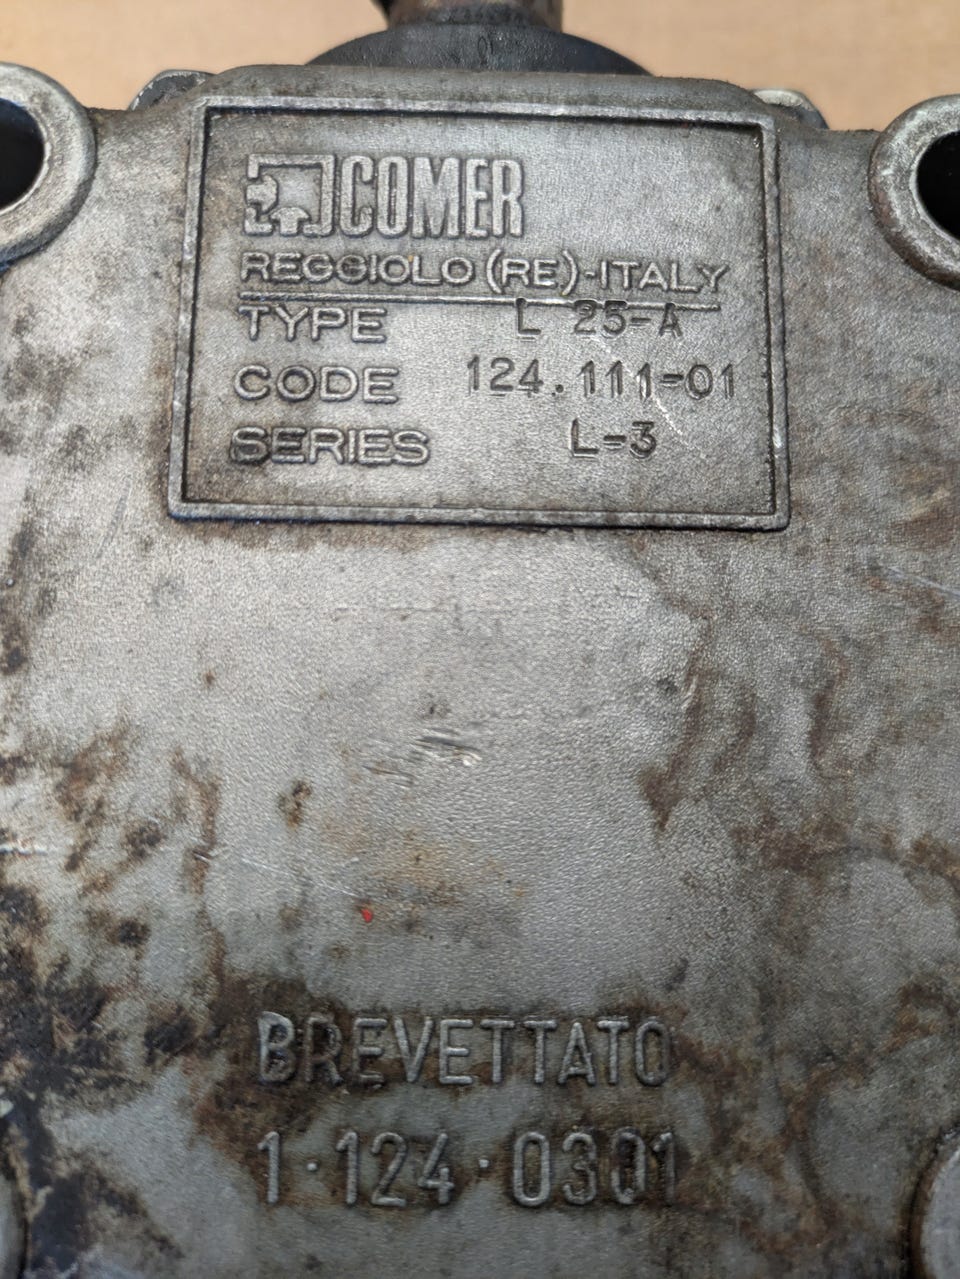 COMER
REGGIOLO (RE)-ITALY
TYPE L 25-A
CODE 124.111-01
SERIES L-3
BREVETTATO
1·124·0301